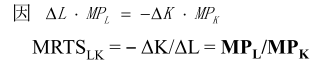 因 ΔL · MP_L = −ΔK · MP_K
MRTS_LK = − ΔK/ΔL = MP_L/MP_K